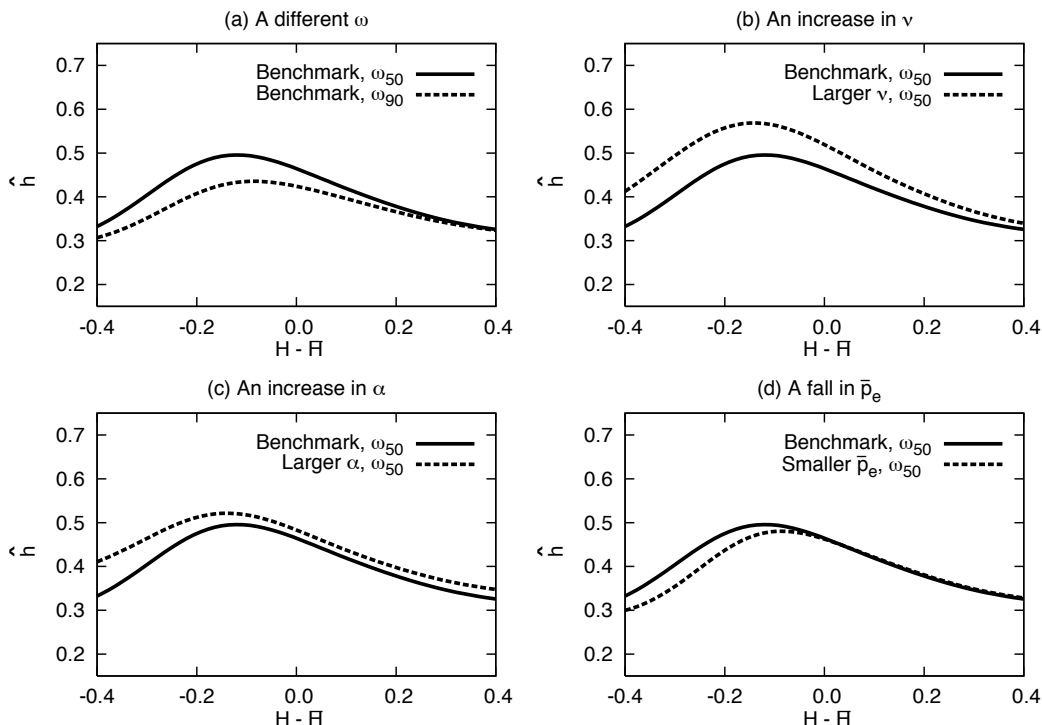 (a) A different ω
Benchmark, ω50
Benchmark, ω90
0.7
0.6
0.5
0.4
0.3
0.2
ĥ
-0.4 -0.2 0.0 0.2 0.4
H - H̄
(b) An increase in ν
Benchmark, ω50
Larger ν, ω50
0.7
0.6
0.5
0.4
0.3
0.2
ĥ
-0.4 -0.2 0.0 0.2 0.4
H - H̄
(c) An increase in α
Benchmark, ω50
Larger α, ω50
0.7
0.6
0.5
0.4
0.3
0.2
ĥ
-0.4 -0.2 0.0 0.2 0.4
H - H̄
(d) A fall in p̄e
Benchmark, ω50
Smaller p̄e, ω50
0.7
0.6
0.5
0.4
0.3
0.2
ĥ
-0.4 -0.2 0.0 0.2 0.4
H - H̄